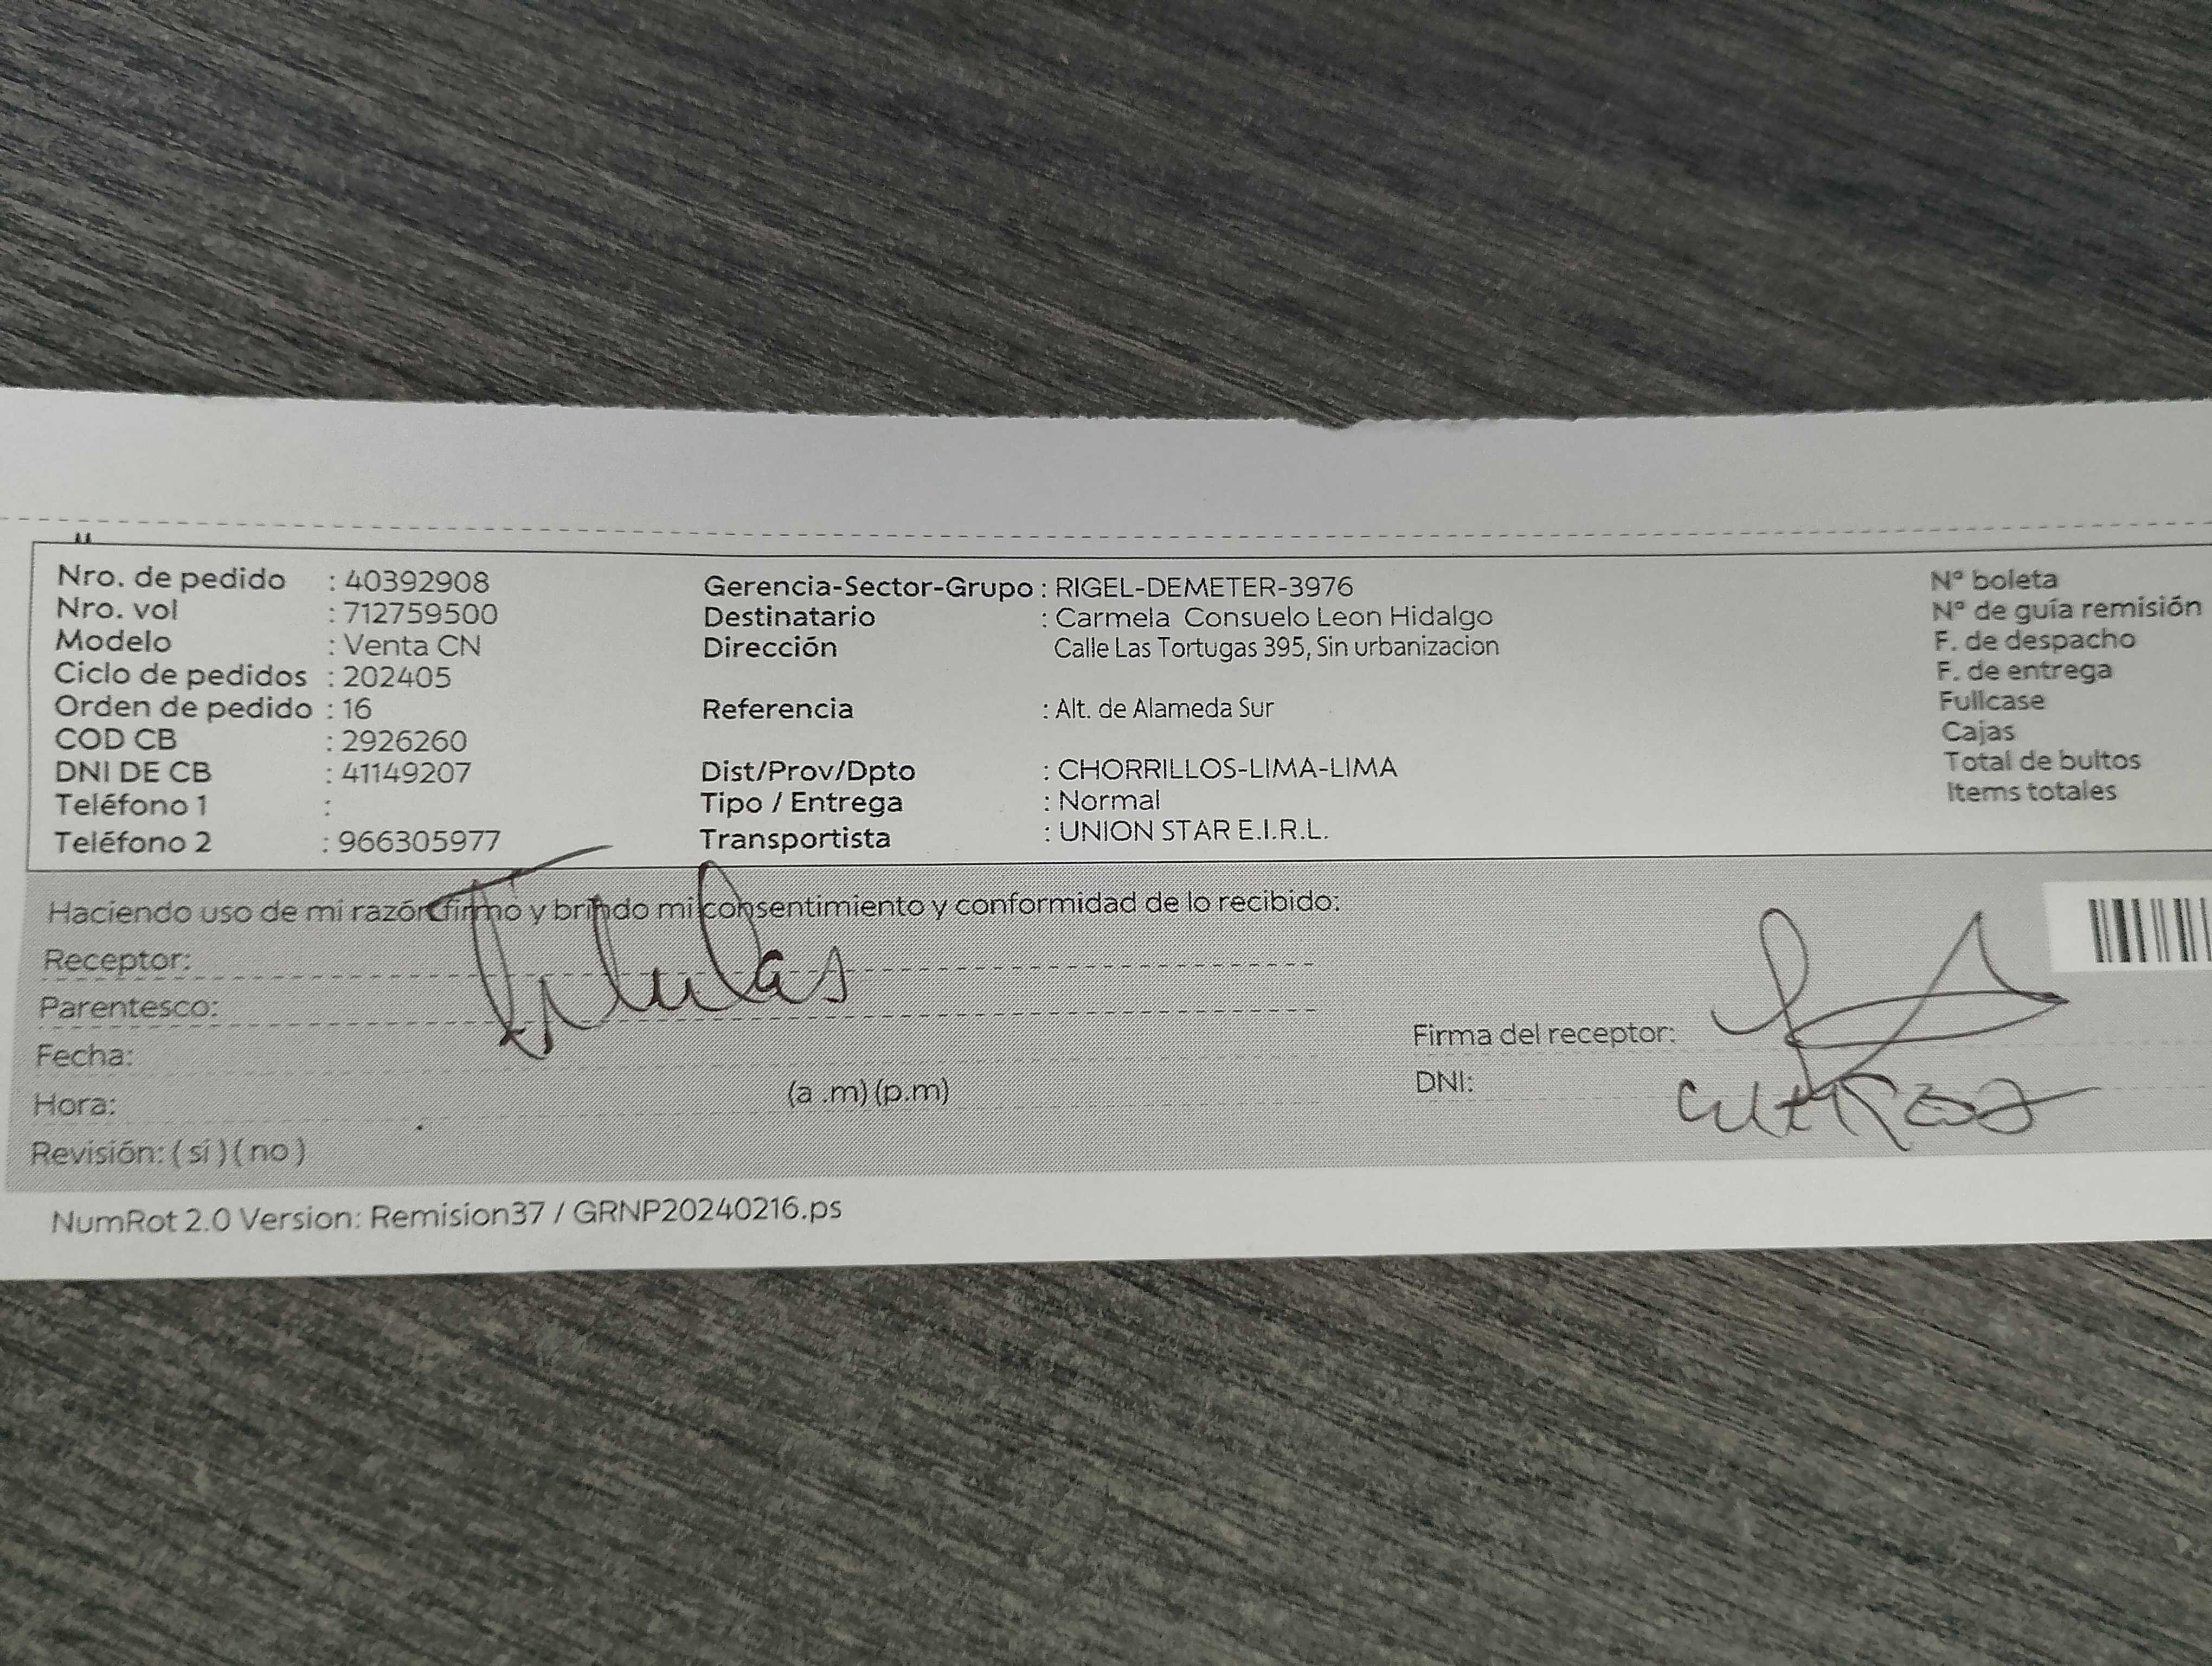 Nro. de pedido : 40392908
Nro. vol : 712759500
Modelo : Venta CN
Ciclo de pedidos : 202405
Orden de pedido : 16
COD CB : 2926260
DNI DE CB : 41149207
Teléfono 1 :
Teléfono 2 : 966305977
Gerencia-Sector-Grupo : RIGEL-DEMETER-3976
Destinatario : Carmela Consuelo Leon Hidalgo
Dirección Calle Las Tortugas 395, Sin urbanizacion
Referencia : Alt. de Alameda Sur
Dist/Prov/Dpto : CHORRILLOS-LIMA-LIMA
Tipo / Entrega : Normal
Transportista : UNION STAR E.I.R.L.
N° boleta
N° de guía remisión
F. de despacho
F. de entrega
Fullcase
Cajas
Total de bultos
Items totales
Haciendo uso de mi razón firmo y brindo mi consentimiento y conformidad de lo recibido:
Receptor:
Parentesco:
Fecha:
Hora: (a .m) (p.m)
Revisión: ( sí ) ( no )
Firma del receptor:
DNI:
NumRot 2.0 Version: Remision37 / GRNP20240216.ps